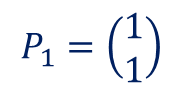 P₁ = (1
1)